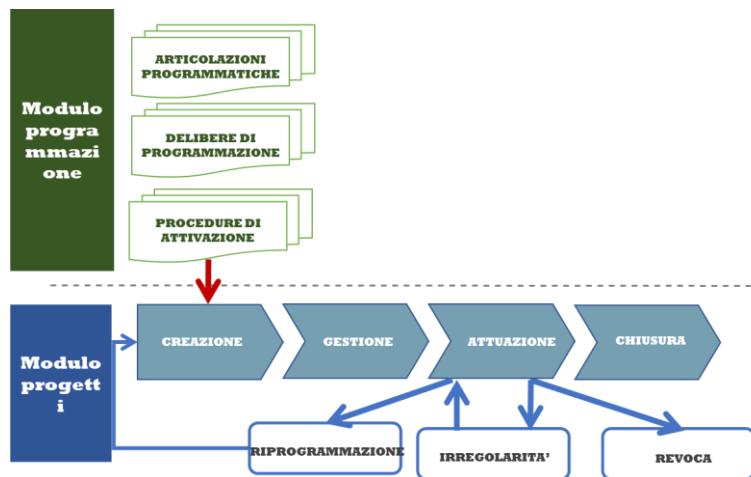 Modulo
progra
mmazi
one
ARTICOLAZIONI
PROGRAMMATICHE
DELIBERE DI
PROGRAMMAZIONE
PROCEDURE DI
ATTIVAZIONE
Modulo
progett
i
CREAZIONE
GESTIONE
ATTUAZIONE
CHIUSURA
RIPROGRAMMAZIONE
IRREGOLARITA’
REVOCA